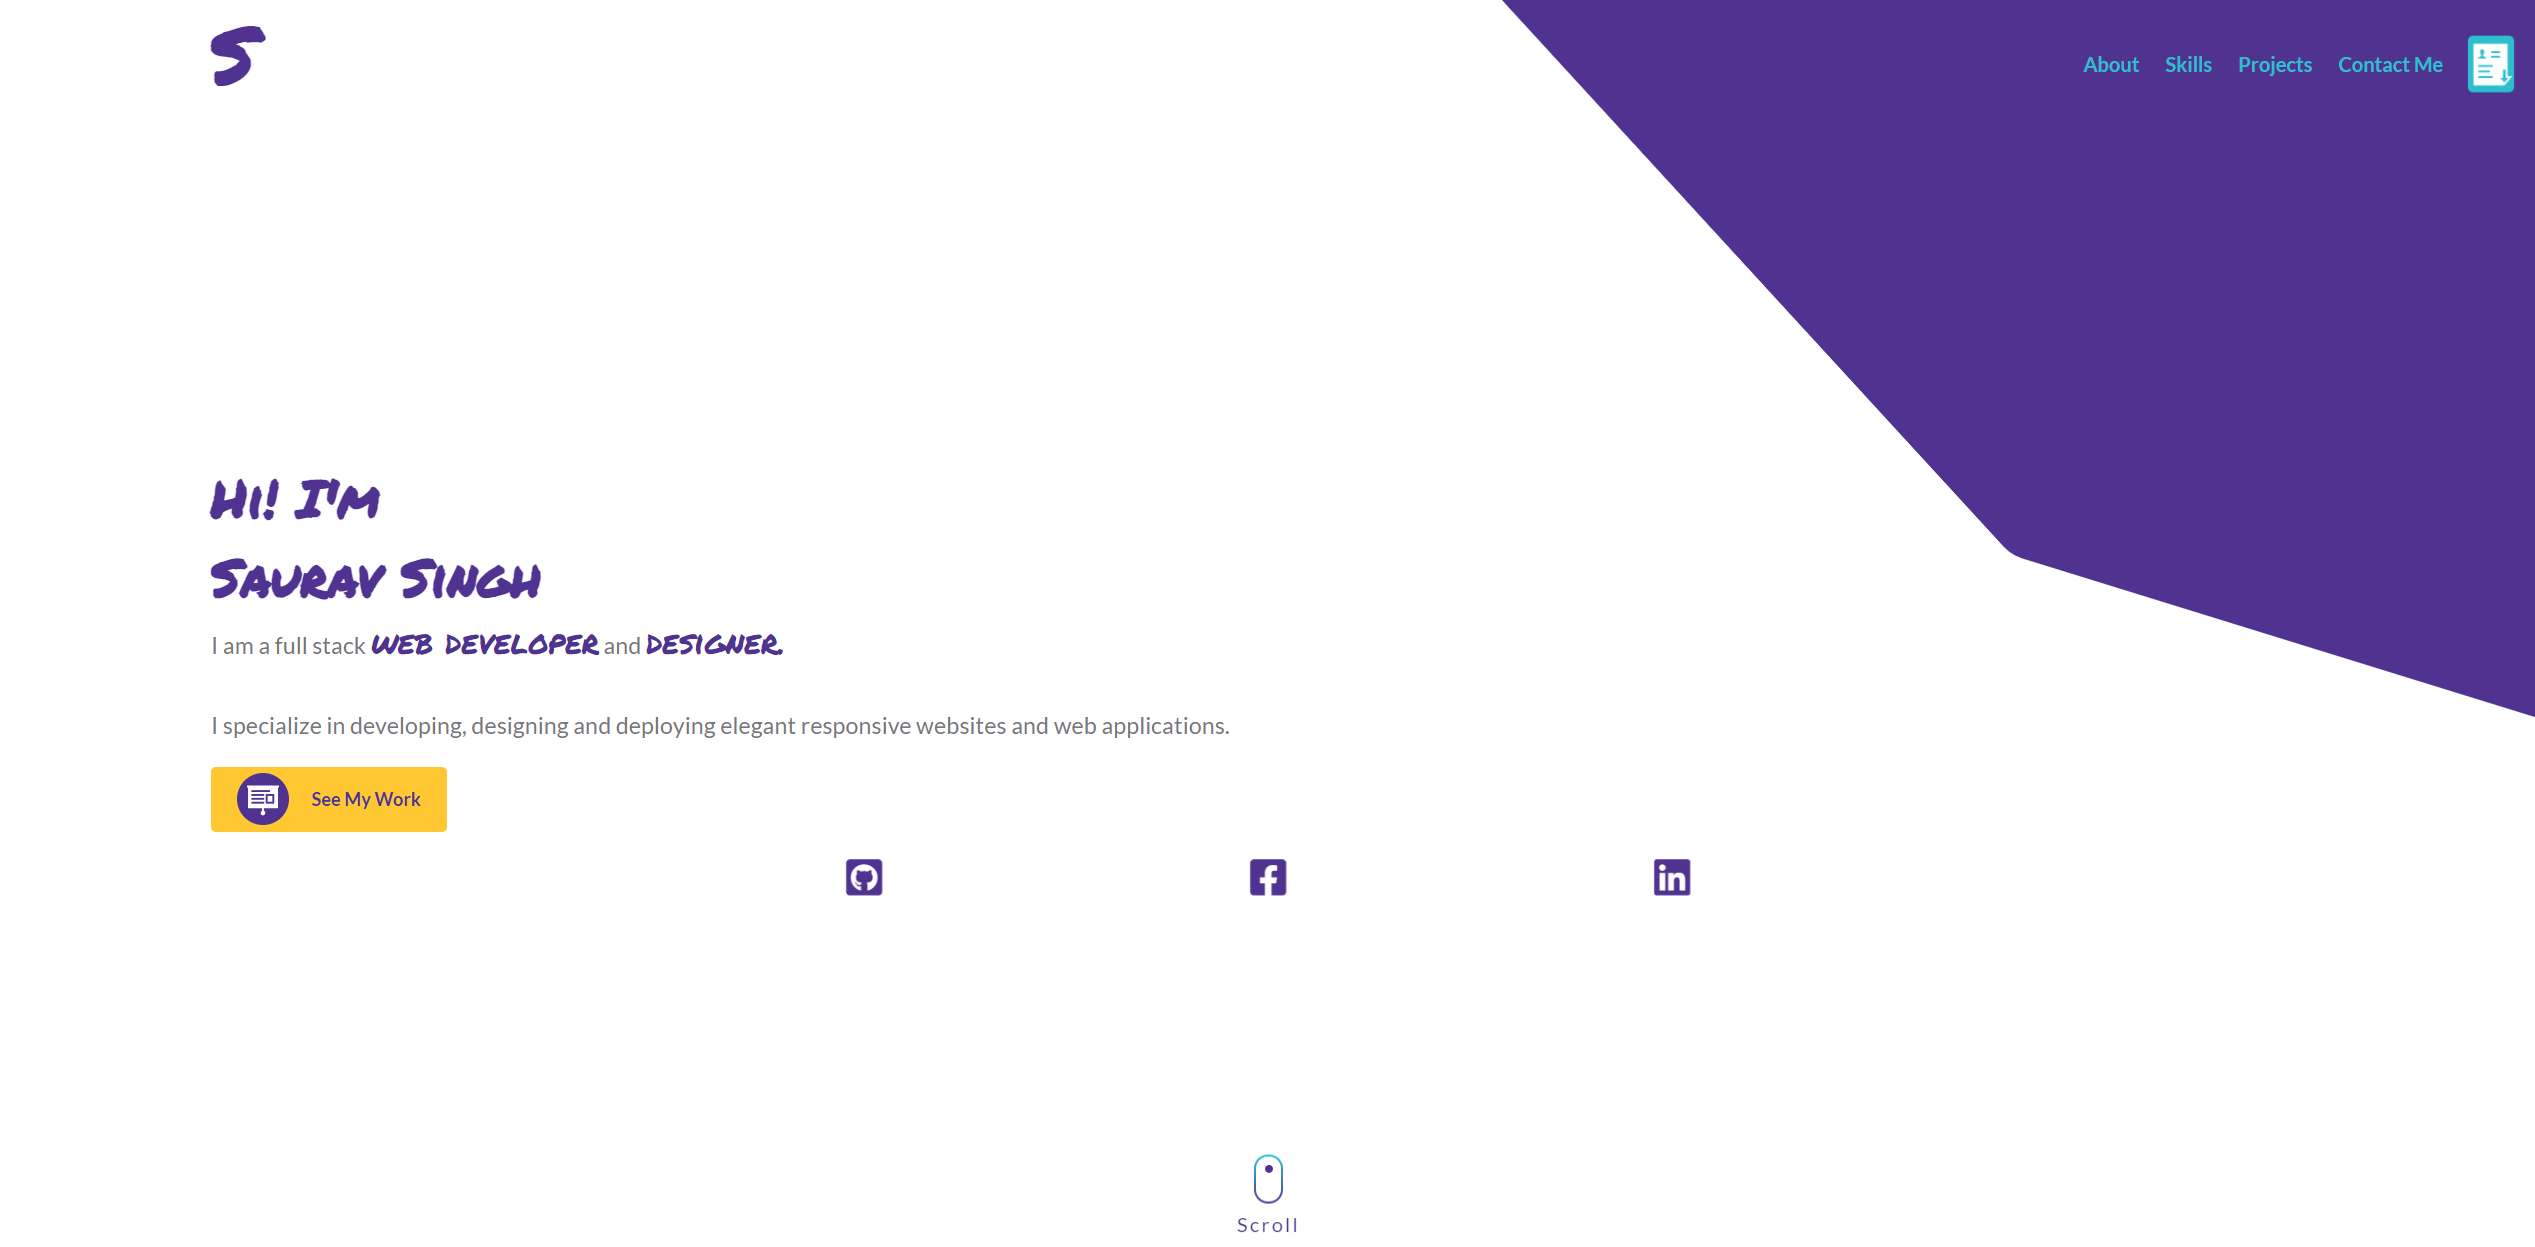 S
About Skills Projects Contact Me
Hi! I'm
Saurav Singh
I am a full stack web developer and designer.
I specialize in developing, designing and deploying elegant responsive websites and web applications.
See My Work
Scroll